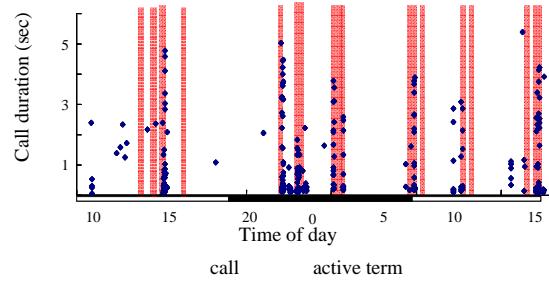 Call duration (sec)
5
3
1
10 15 20 0 5 10 15
Time of day
call active term